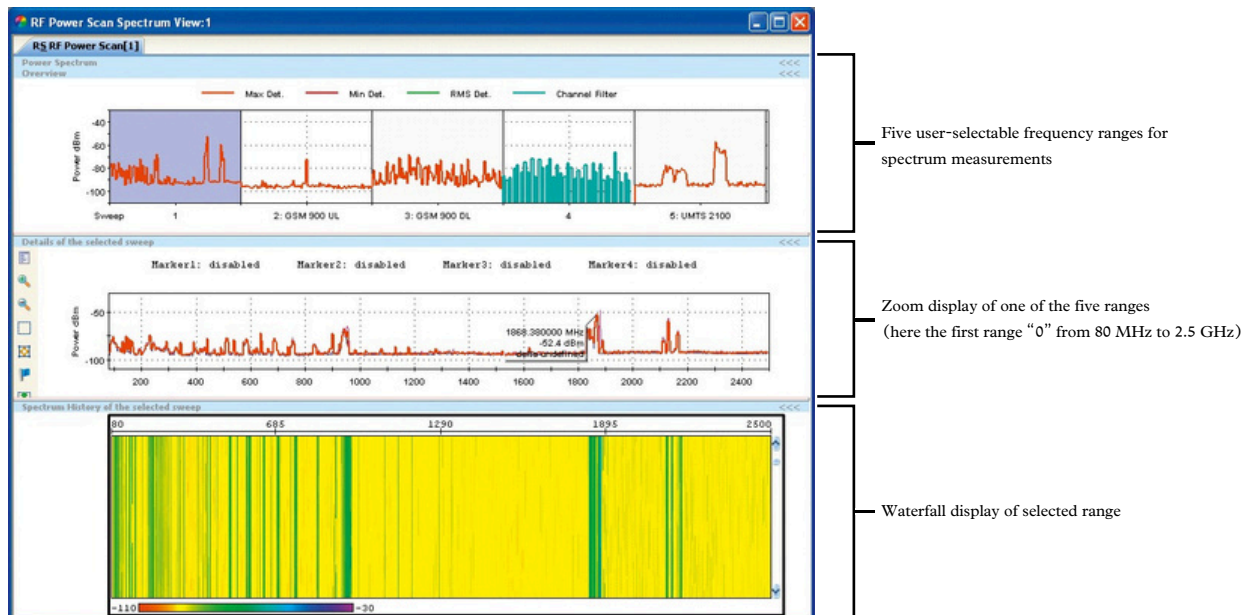 RF Power Scan Spectrum View:1
RS RF Power Scan[1]
Power Spectrum <<<
Overview <<<
Max Det. Min Det. RMS Det. Channel Filter
Power dBm
-40
-60
-80
-100
Sweep 1 2: GSM 900 UL 3: GSM 900 DL 4 5: UMTS 2100
Five user-selectable frequency ranges for
spectrum measurements
Details of the selected sweep <<<
Marker1: disabled Marker2: disabled Marker3: disabled Marker4: disabled
Power dBm
-50
-100
1868.380000 MHz
-52.4 dBm
delta undefined
200 400 600 800 1000 1200 1400 1600 1800 2000 2200 2400
Zoom display of one of the five ranges
(here the first range “0” from 80 MHz to 2.5 GHz)
Spectrum History of the selected sweep <<<
80 685 1290 1895 2500
-110 -30
Waterfall display of selected range